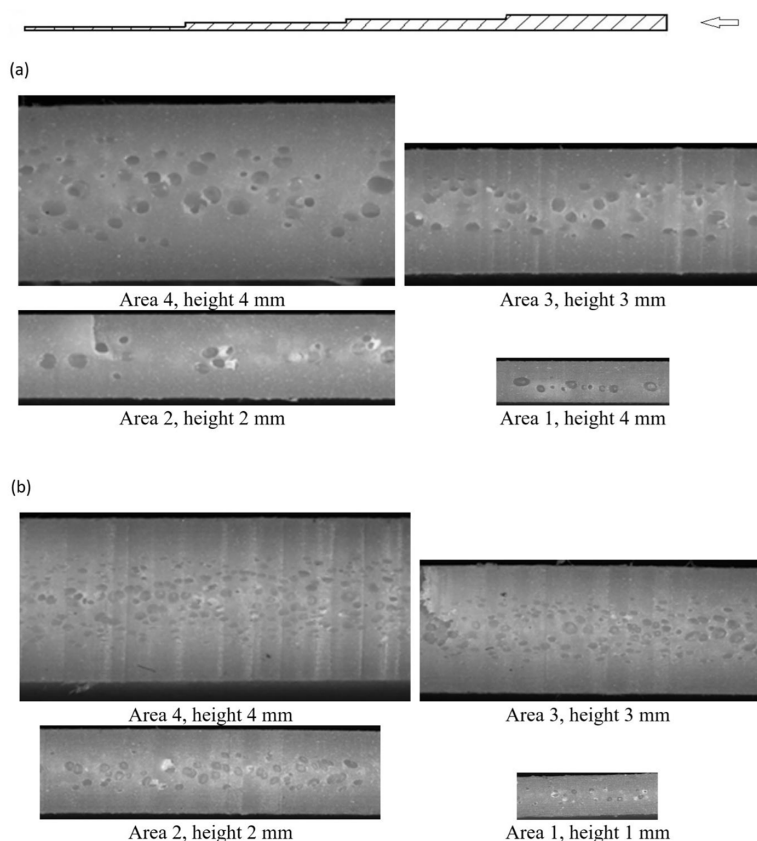 (a)
Area 4, height 4 mm
Area 3, height 3 mm
Area 2, height 2 mm
Area 1, height 4 mm
(b)
Area 4, height 4 mm
Area 3, height 3 mm
Area 2, height 2 mm
Area 1, height 1 mm